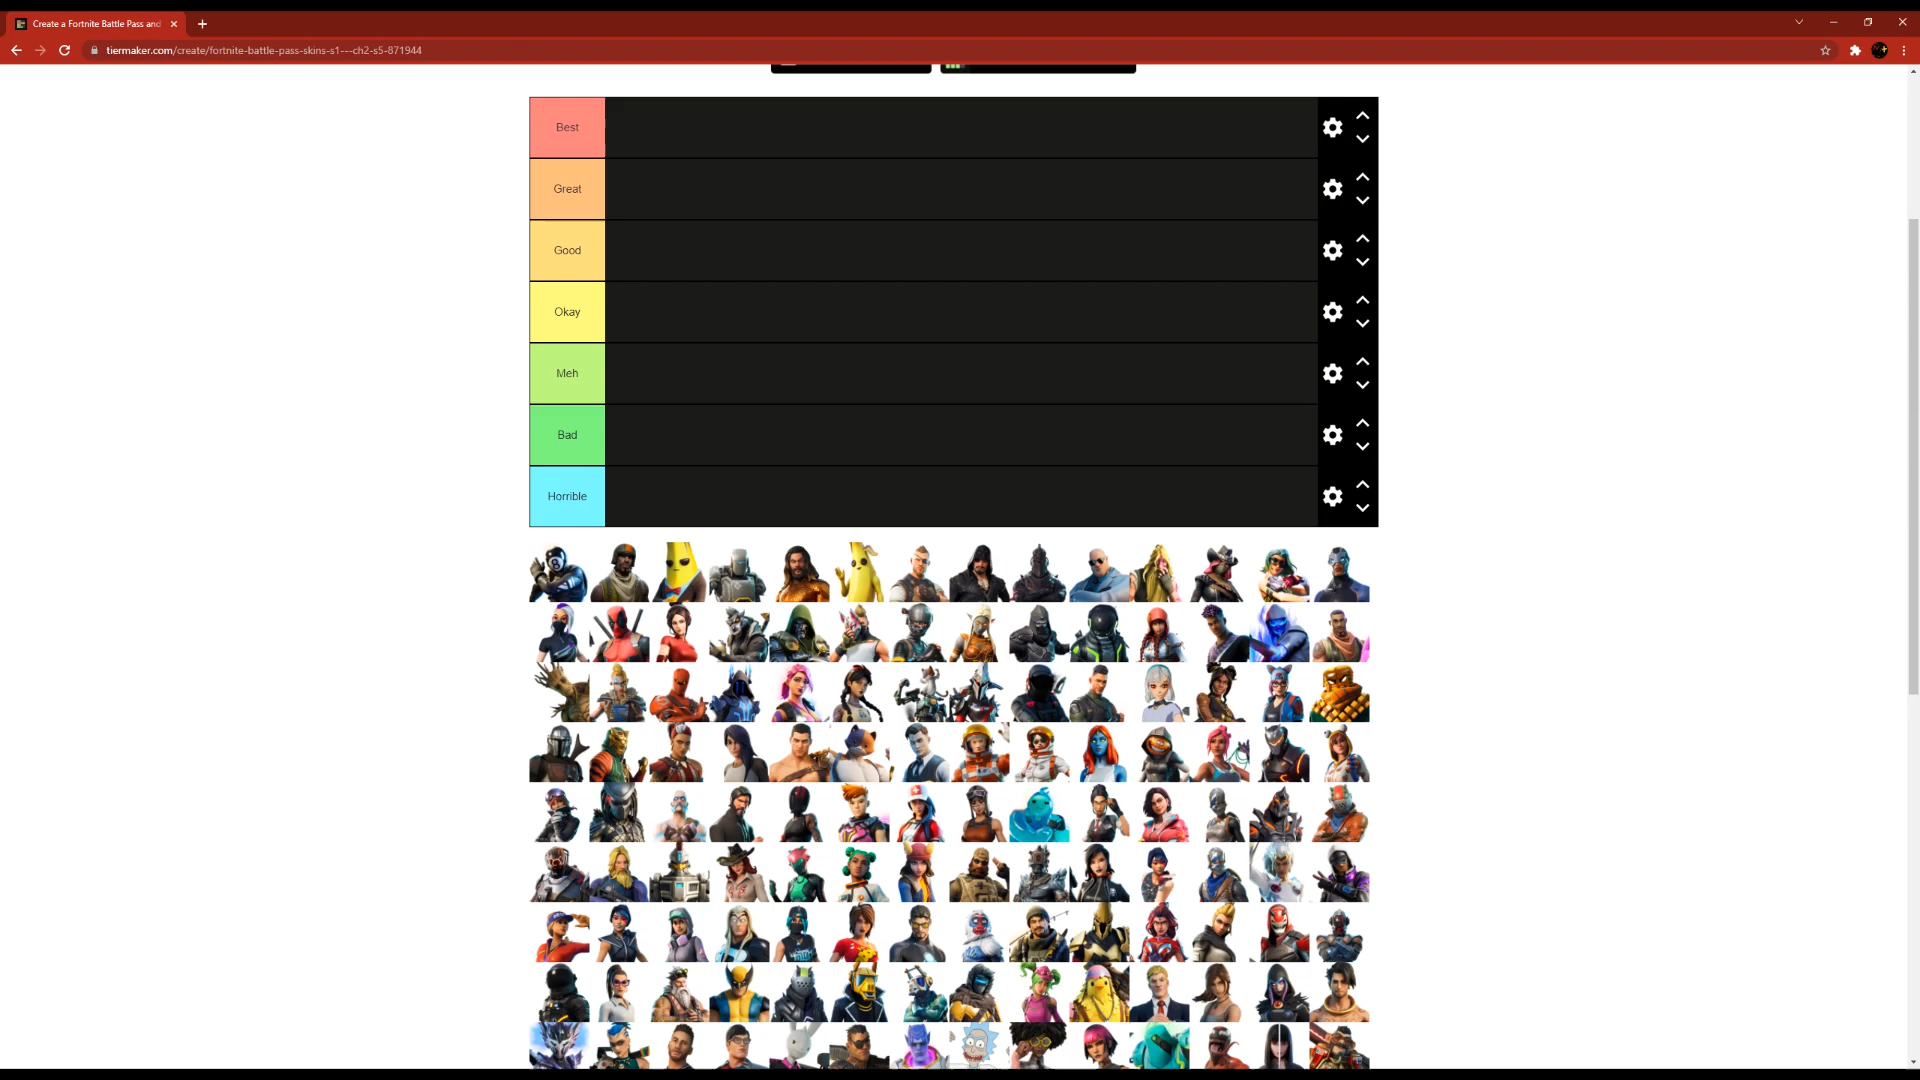 Create a Fortnite Battle Pass and
tiermaker.com/create/fortnite-battle-pass-skins-s1---ch2-s5-871944
Best
Great
Good
Okay
Meh
Bad
Horrible
8